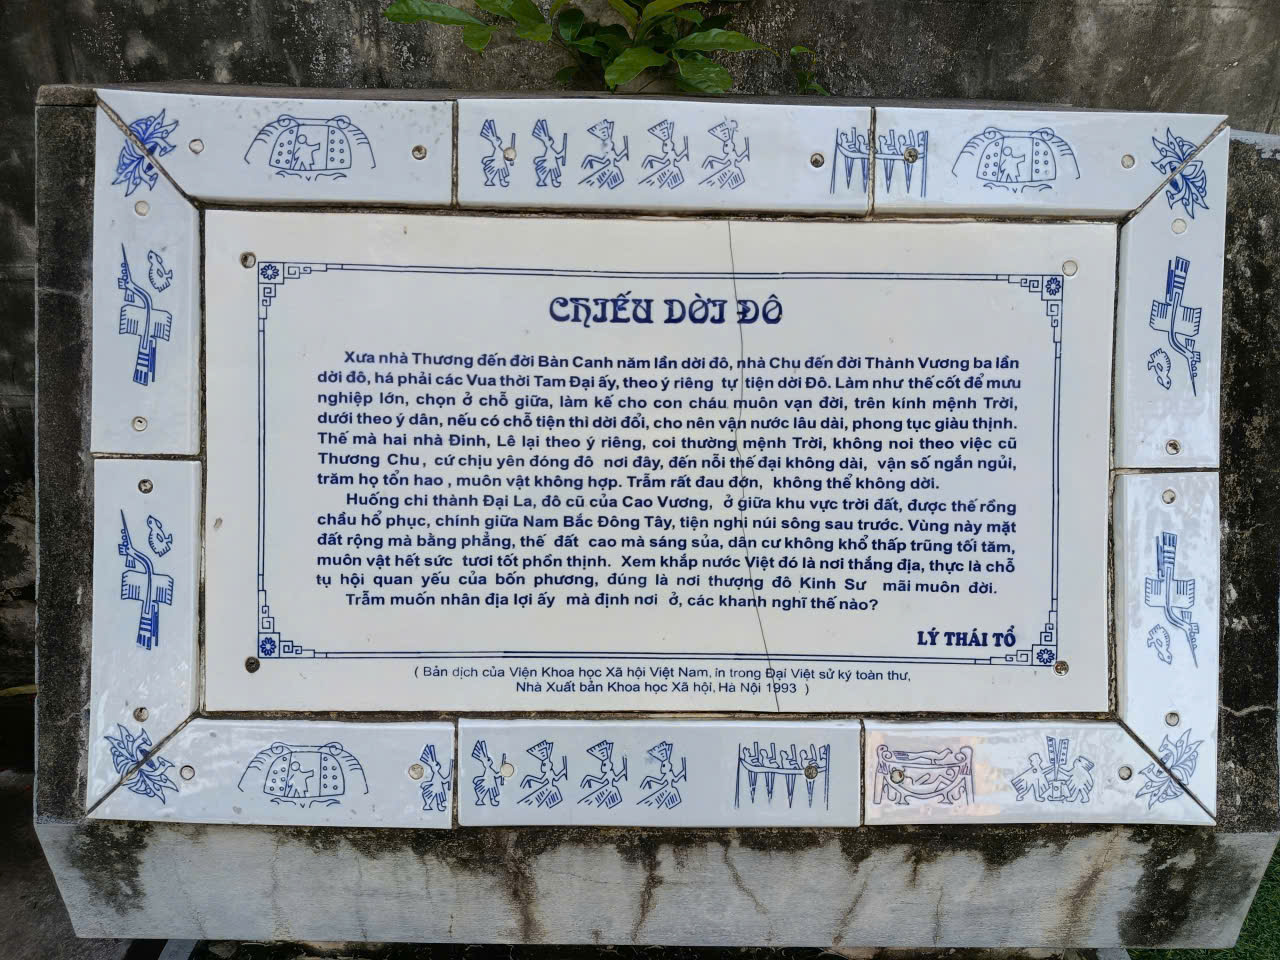 CHIẾU DỜI ĐÔ
Xưa nhà Thương đến đời Bàn Canh năm lần dời đô, nhà Chu đến đời Thành Vương ba lần
dời đô, há phải các Vua thời Tam Đại ấy, theo ý riêng tự tiện dời Đô. Làm như thế cốt để mưu
nghiệp lớn, chọn ở chỗ giữa, làm kế cho con cháu muôn vạn đời, trên kính mệnh Trời,
dưới theo ý dân, nếu có chỗ tiện thì dời đổi, cho nên vận nước lâu dài, phong tục giàu thịnh.
Thế mà hai nhà Đinh, Lê lại theo ý riêng, coi thường mệnh Trời, không noi theo việc cũ
Thương Chu, cứ chịu yên đóng đô nơi đây, đến nỗi thế đại không dài, vận số ngắn ngủi,
trăm họ tổn hao, muôn vật không hợp. Trẫm rất đau đớn, không thể không dời.
Huống chi thành Đại La, đô cũ của Cao Vương, ở giữa khu vực trời đất, được thế rồng
chầu hổ phục, chính giữa Nam Bắc Đông Tây, tiện nghi núi sông sau trước. Vùng này mặt
đất rộng mà bằng phẳng, thế đất cao mà sáng sủa, dân cư không khổ thấp trũng tối tăm,
muôn vật hết sức tươi tốt phồn thịnh. Xem khắp nước Việt đó là nơi thắng địa, thực là chỗ
tụ hội quan yếu của bốn phương, đúng là nơi thượng đô Kinh Sư mãi muôn đời.
Trẫm muốn nhân địa lợi ấy mà định nơi ở, các khanh nghĩ thế nào?
LÝ THÁI TỔ
( Bản dịch của Viện Khoa học Xã hội Việt Nam, in trong Đại Việt sử ký toàn thư,
Nhà Xuất bản Khoa học Xã hội, Hà Nội 1993 )